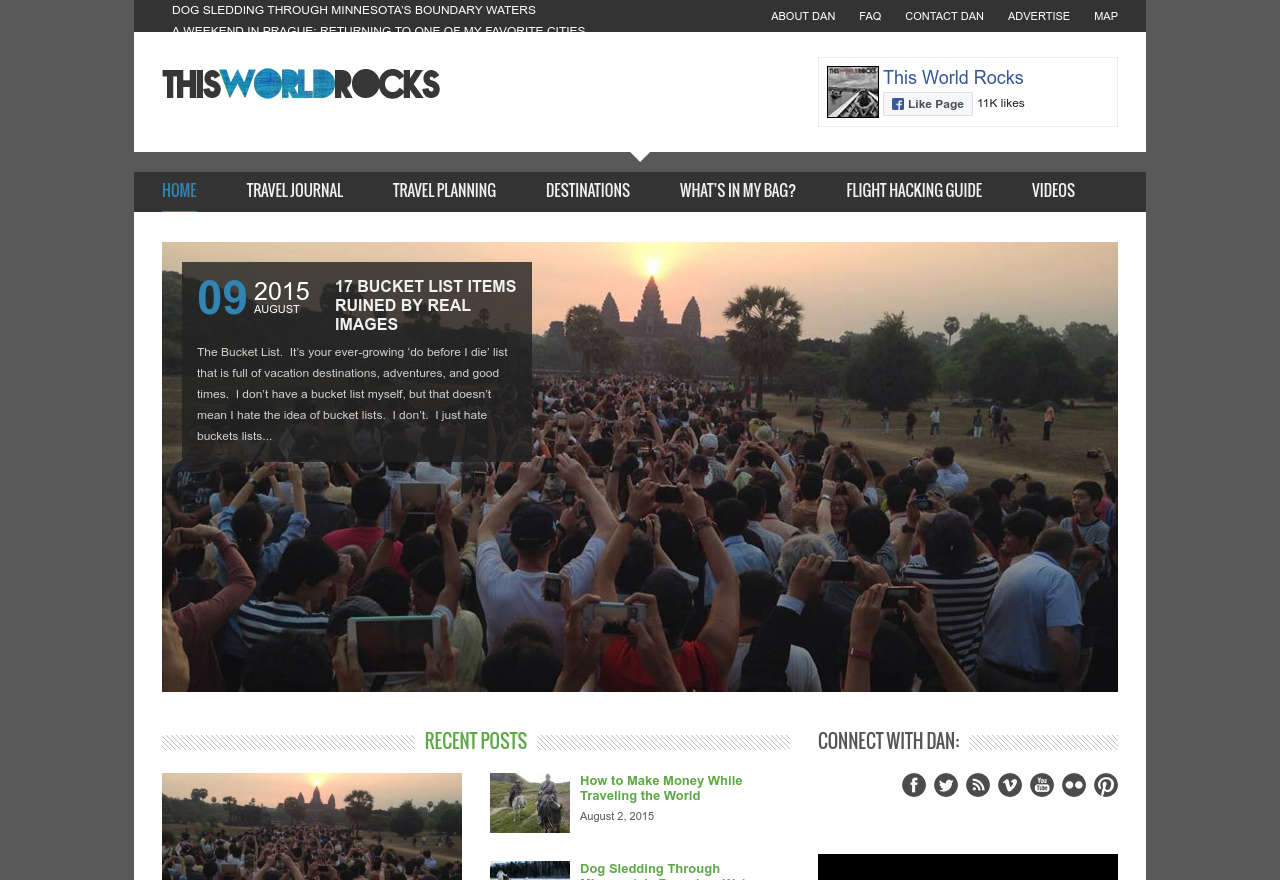 DOG SLEDDING THROUGH MINNESOTA'S BOUNDARY WATERS
A WEEKEND IN PRAGUE: RETURNING TO ONE OF MY FAVORITE CITIES
ABOUT DAN
FAQ
CONTACT DAN
ADVERTISE
MAP
THISWORLDROCKS
This World Rocks
Like Page
11K likes
HOME
TRAVEL JOURNAL
TRAVEL PLANNING
DESTINATIONS
WHAT'S IN MY BAG?
FLIGHT HACKING GUIDE
VIDEOS
09
2015
AUGUST
17 BUCKET LIST ITEMS
RUINED BY REAL
IMAGES
The Bucket List.  It's your ever-growing 'do before I die' list
that is full of vacation destinations, adventures, and good
times.  I don't have a bucket list myself, but that doesn't
mean I hate the idea of bucket lists.  I don't.  I just hate
buckets lists...
RECENT POSTS
CONNECT WITH DAN:
How to Make Money While
Traveling the World
August 2, 2015
Dog Sledding Through